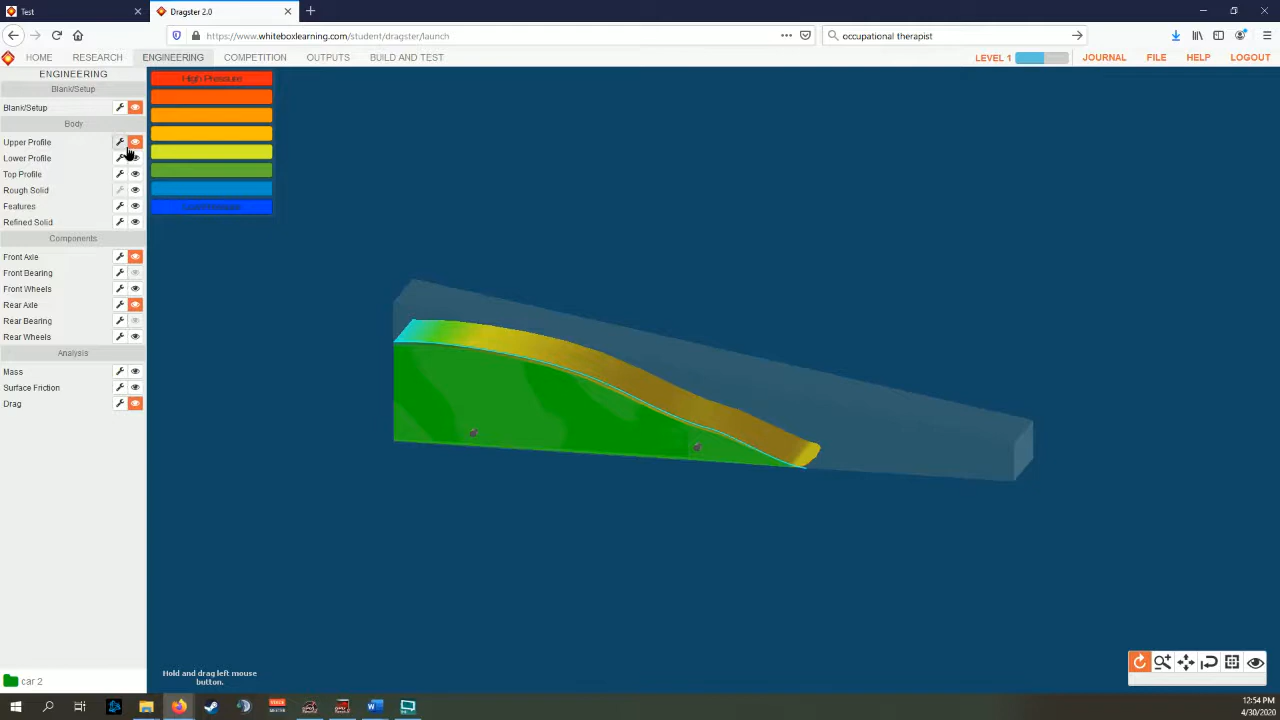 Test
Dragster 2.0
https://www.whiteboxlearning.com/student/dragster/launch
occupational therapist
HOME
RESEARCH
ENGINEERING
COMPETITION
OUTPUTS
BUILD AND TEST
LEVEL 1
JOURNAL
FILE
HELP
LOGOUT
ENGINEERING
High Pressure
Blank/Setup
Blank/Setup
Body
Upper Profile
Lower Profile
Top Profile
Rough Solid
Features
Refined Solid
Components
Front Axle
Front Bearing
Front Wheels
Rear Axle
Rear Bearing
Rear Wheels
Analysis
Mass
Surface Friction
Drag
Hold and drag left mouse
button.
car 2
12:54 PM
4/30/2020